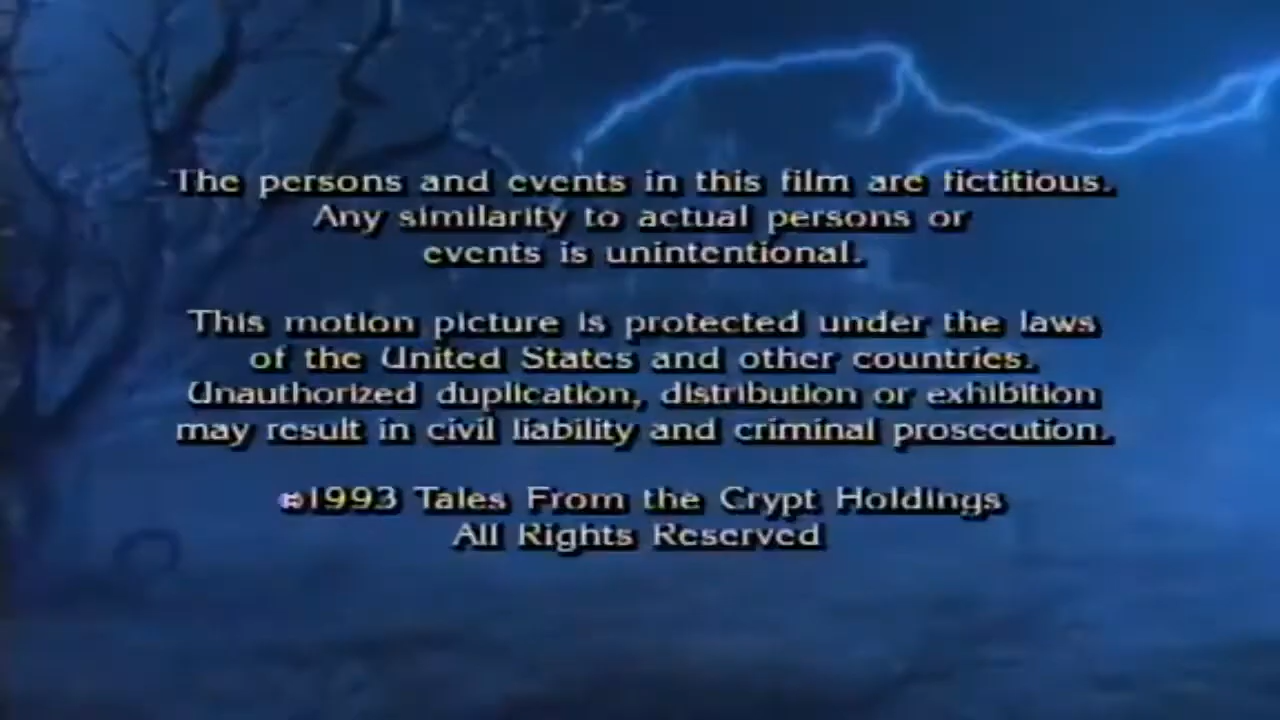 The persons and events in this film are fictitious.
Any similarity to actual persons or
events is unintentional.
This motion picture is protected under the laws
of the United States and other countries.
Unauthorized duplication, distribution or exhibition
may result in civil liability and criminal prosecution.
©1993 Tales From the Crypt Holdings
All Rights Reserved